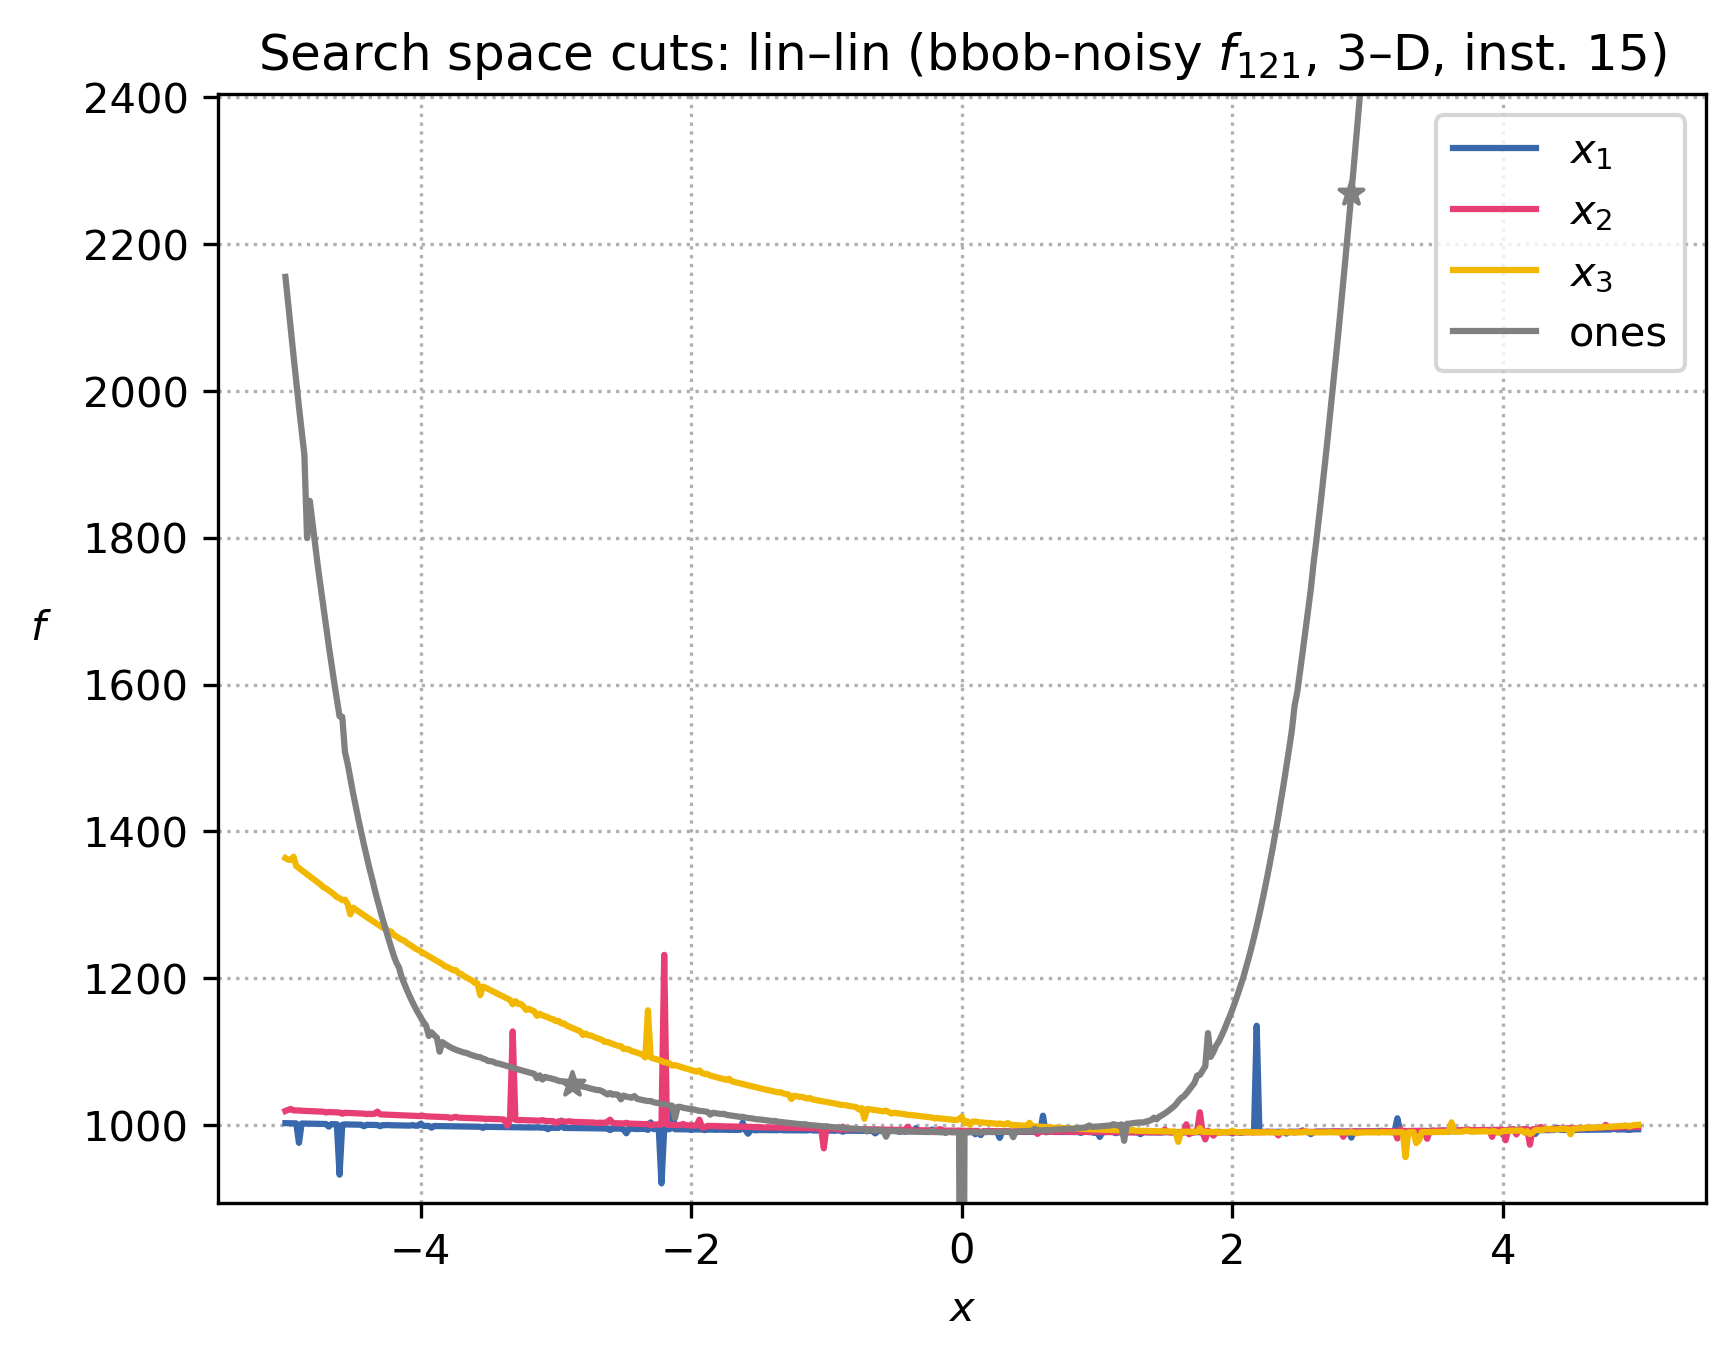 Search space cuts: lin–lin (bbob-noisy f₁₂₁, 3–D, inst. 15)
2400
2200
2000
1800
1600
1400
1200
1000
f
x₁
x₂
x₃
ones
−4
−2
0
2
4
x